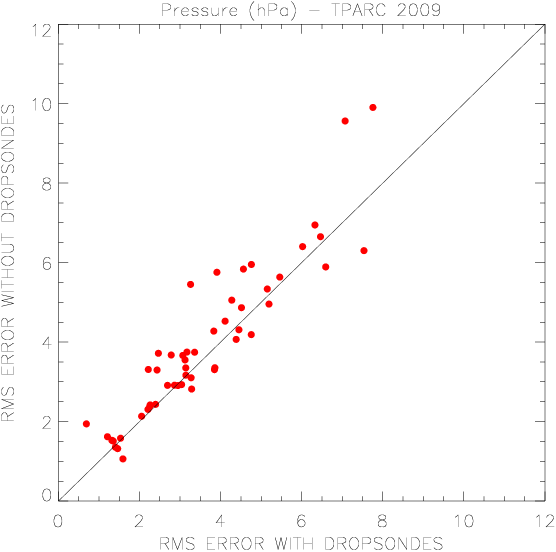 Pressure (hPa) - TPARC 2009
12
10
8
6
4
2
0
RMS ERROR WITHOUT DROPSONDES
0 2 4 6 8 10 12
RMS ERROR WITH DROPSONDES